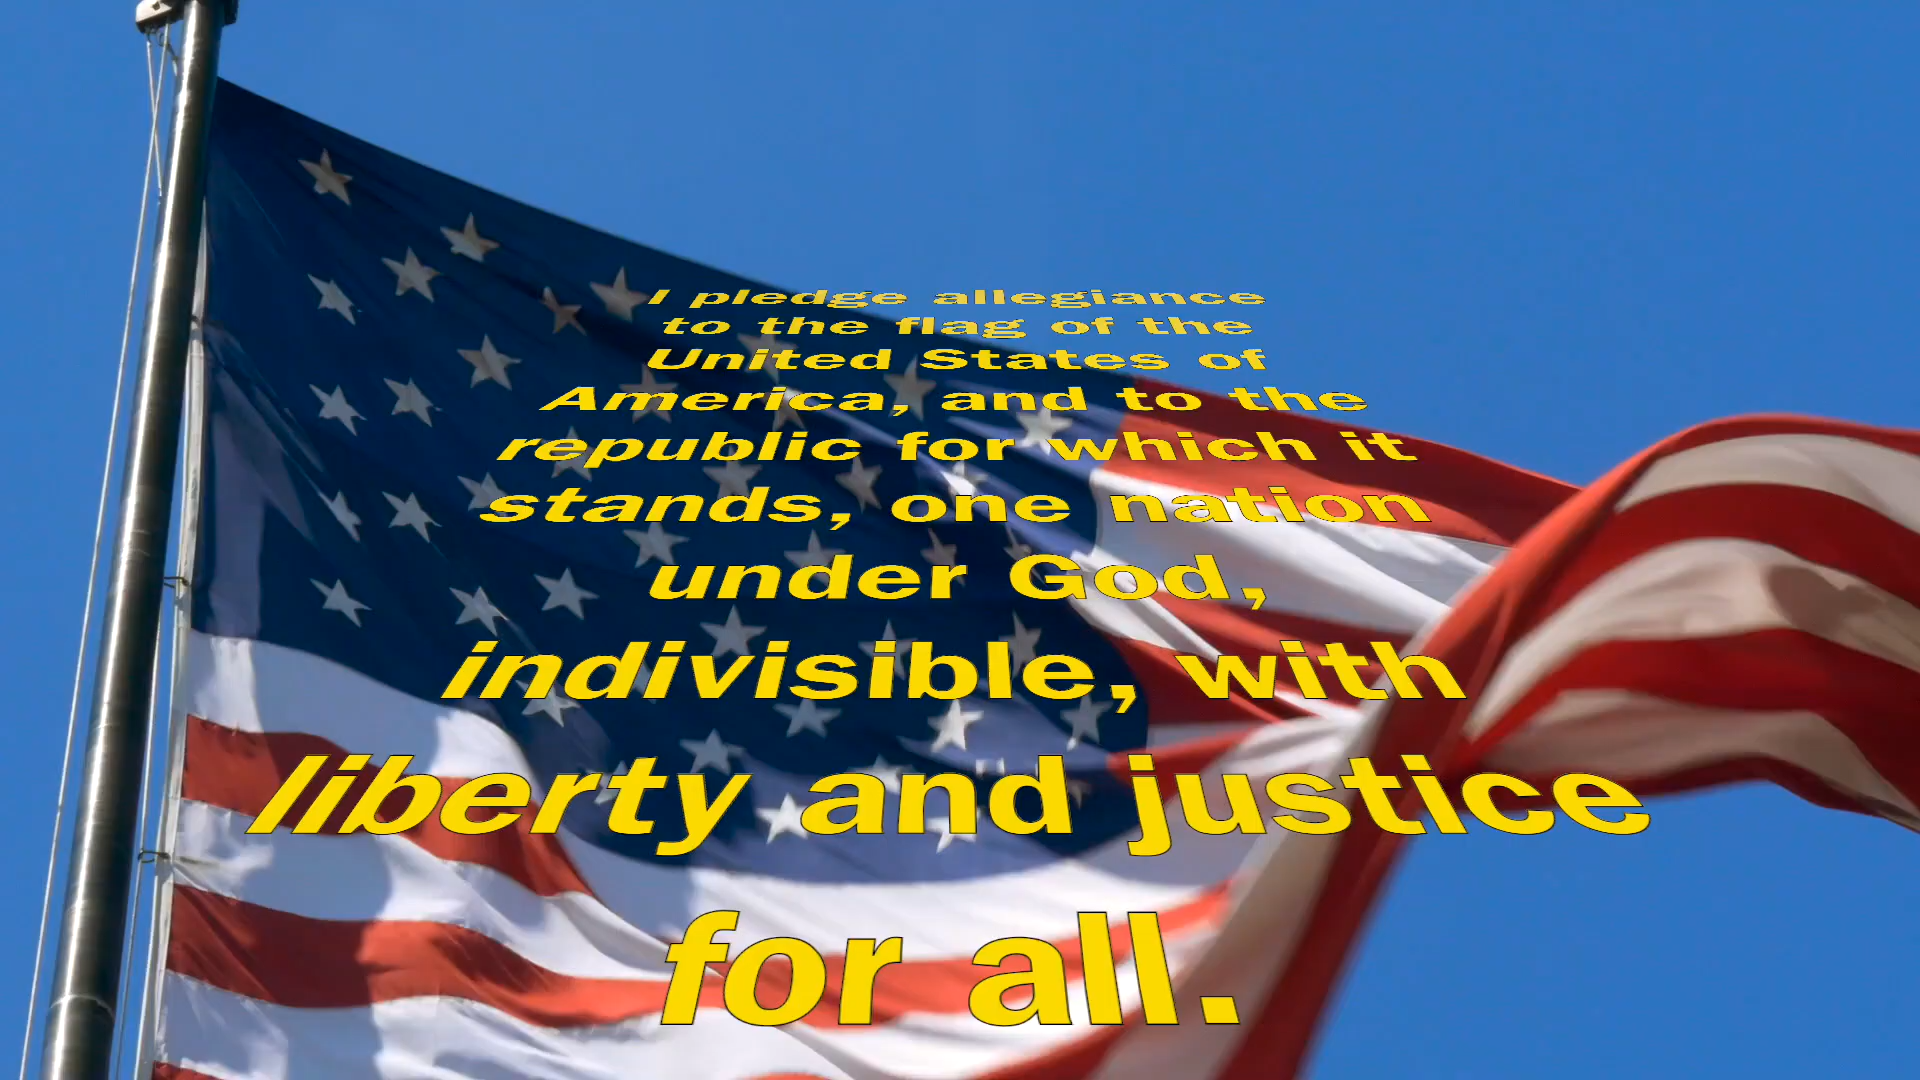 I pledge allegiance
to the flag of the
United States of
America, and to the
republic for which it
stands, one nation
under God,
indivisible, with
liberty and justice
for all.